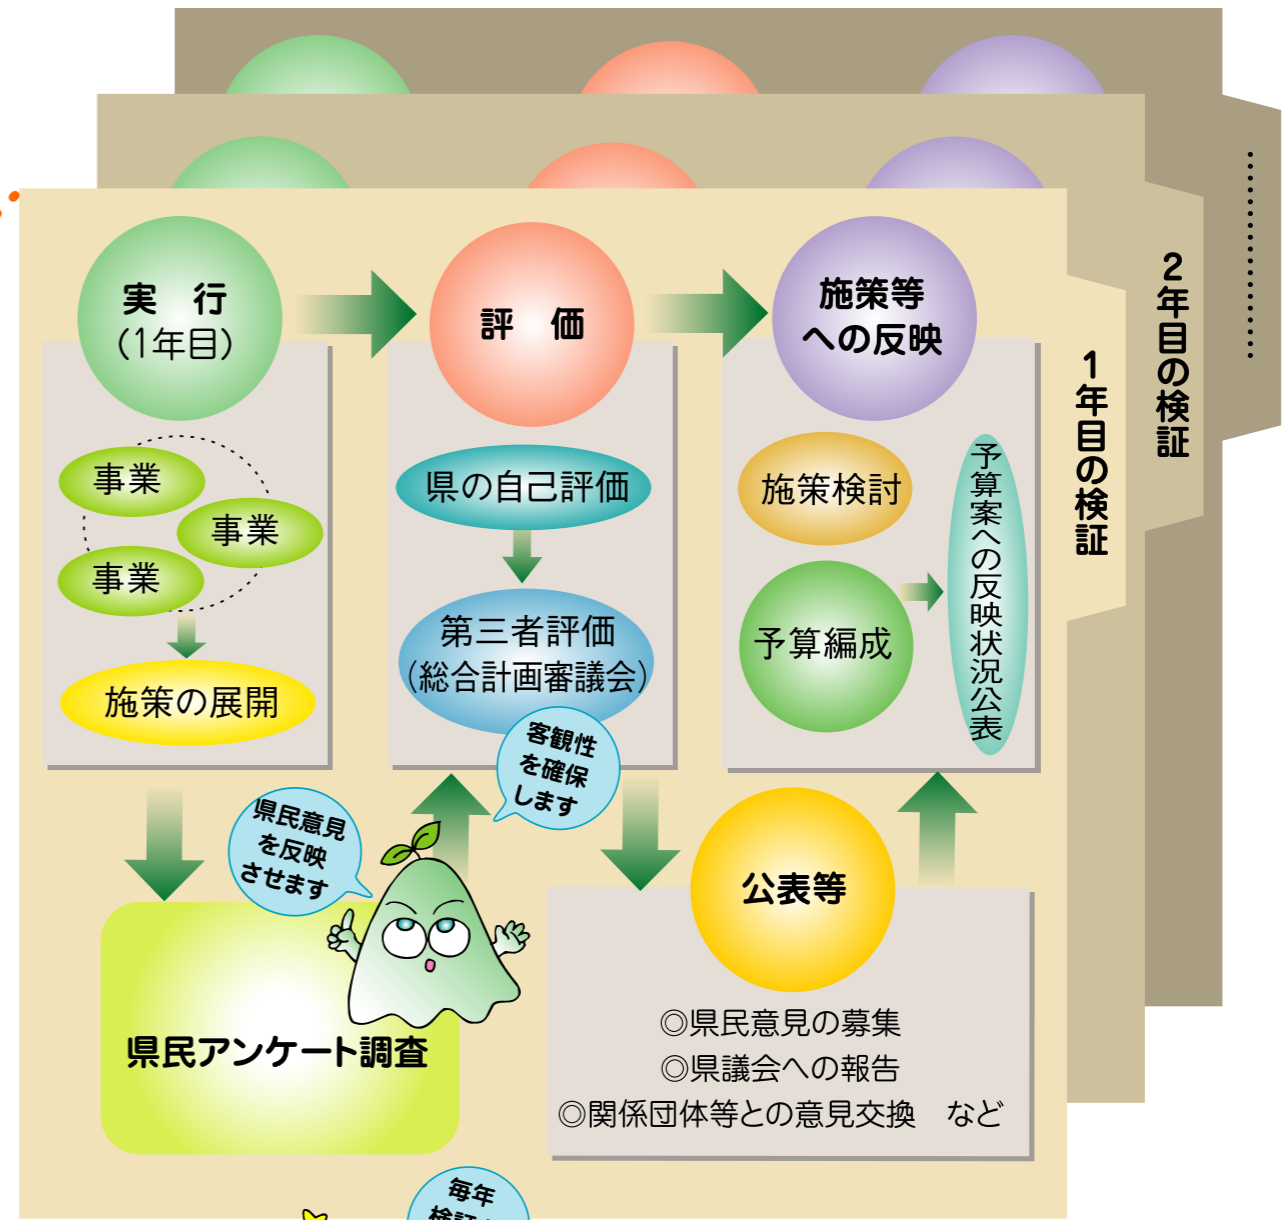 実　行
(1年目)
事業
事業
事業
施策の展開
評　価
県の自己評価
第三者評価
(総合計画審議会)
客観性
を確保
します
施策等
への反映
施策検討
予算編成
予算案への反映状況公表
県民意見
を反映
させます
県民アンケート調査
公表等
◎県民意見の募集
◎県議会への報告
◎関係団体等との意見交換　など
1年目の検証
2年目の検証
毎年